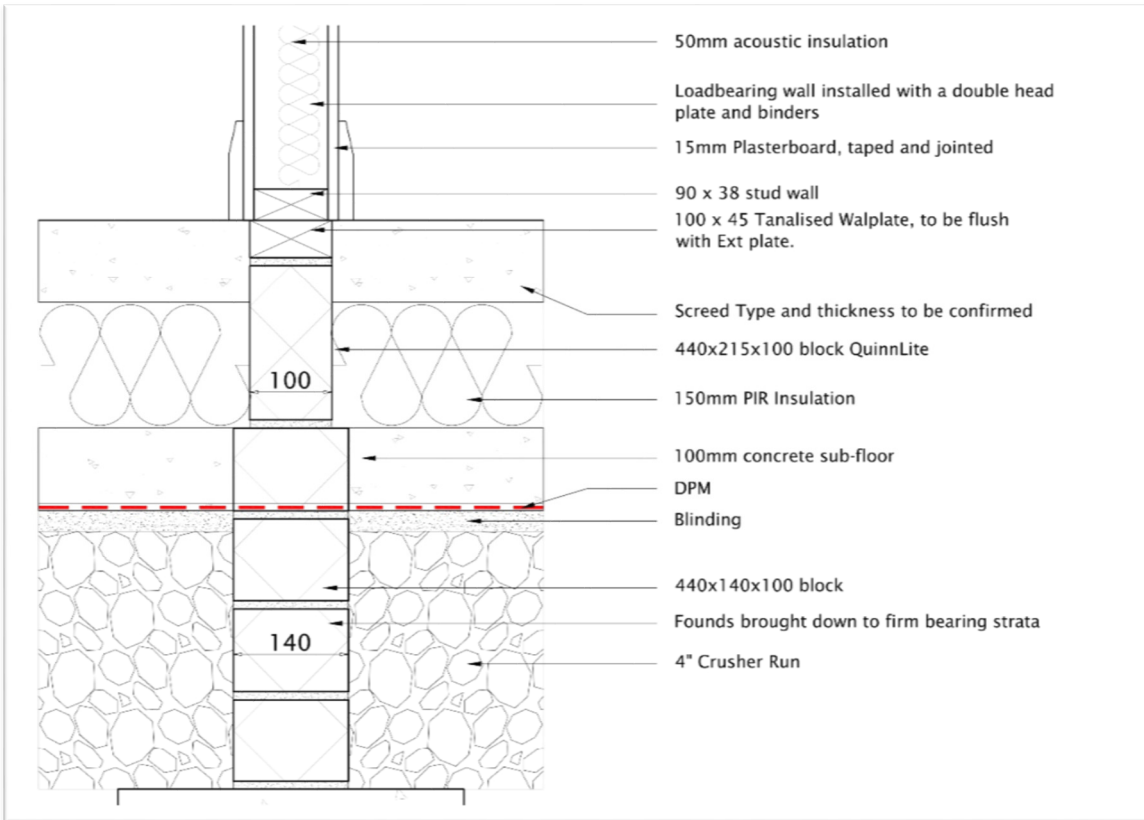 50mm acoustic insulation
Loadbearing wall installed with a double head
plate and binders
15mm Plasterboard, taped and jointed
90 x 38 stud wall
100 x 45 Tanalised Walplate, to be flush
with Ext plate.
Screed Type and thickness to be confirmed
440x215x100 block QuinnLite
100
150mm PIR Insulation
100mm concrete sub-floor
DPM
Blinding
440x140x100 block
Founds brought down to firm bearing strata
140
4" Crusher Run